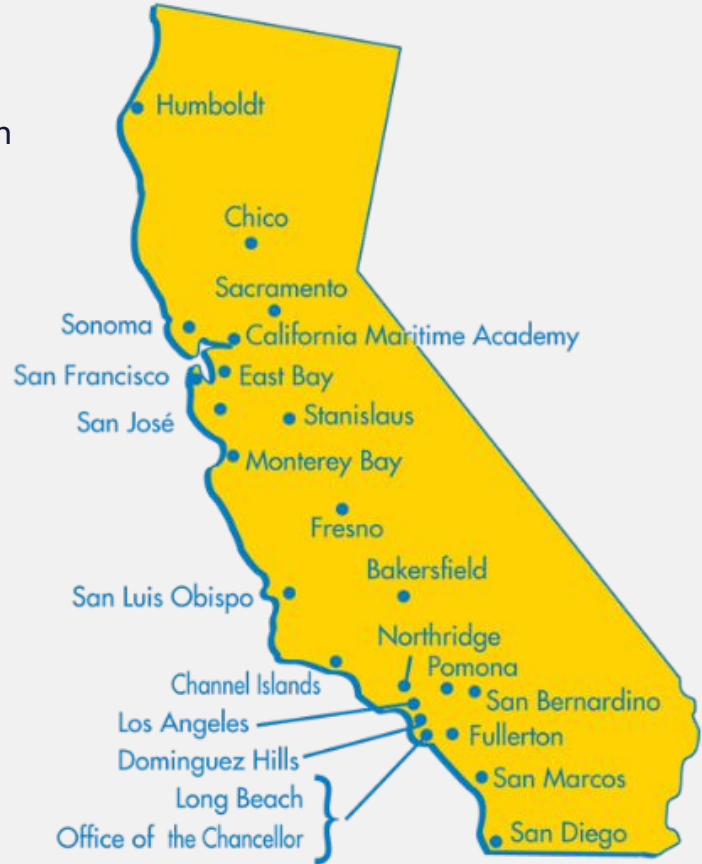 n
Humboldt
Chico
Sacramento
Sonoma
California Maritime Academy
San Francisco
East Bay
San José
Stanislaus
Monterey Bay
Fresno
Bakersfield
San Luis Obispo
Northridge
Pomona
Channel Islands
San Bernardino
Los Angeles
Fullerton
Dominguez Hills
San Marcos
Long Beach
Office of the Chancellor
San Diego